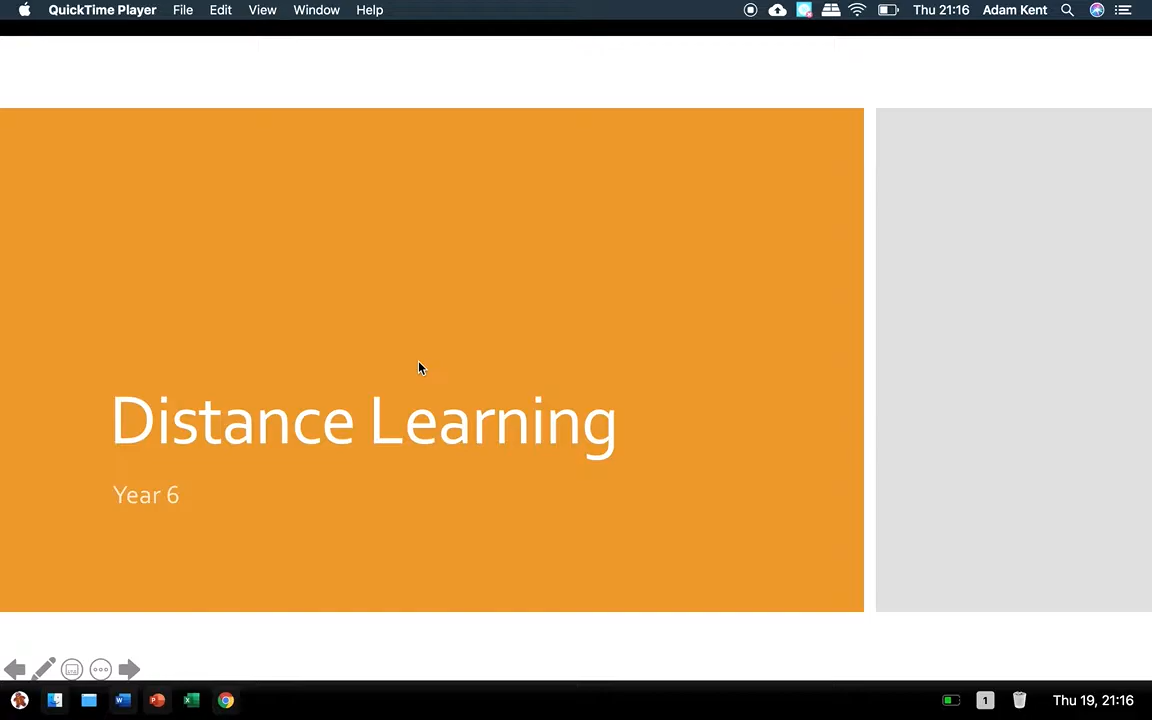 QuickTime Player File Edit View Window Help Thu 21:16 Adam Kent
Distance Learning
Year 6
1 Thu 19, 21:16